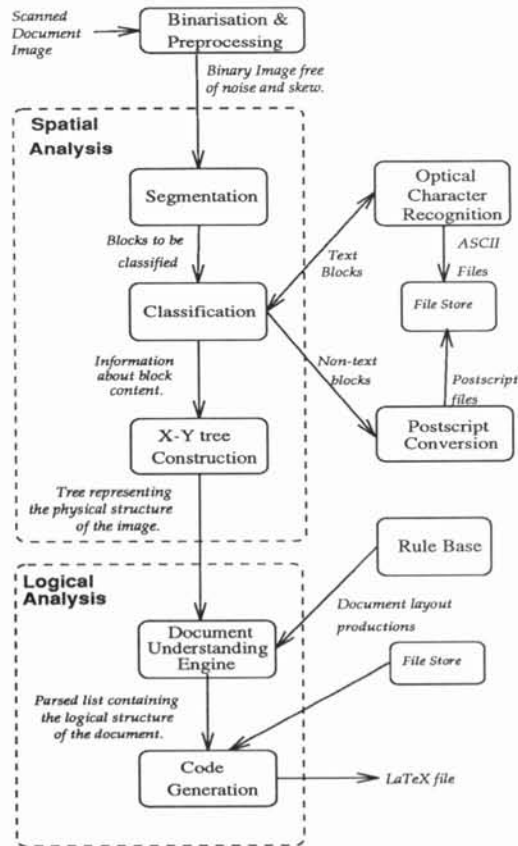 Scanned
Document
Image
Binarisation &
Preprocessing
Binary Image free
of noise and skew.
Spatial
Analysis
Segmentation
Optical
Character
Recognition
Blocks to be
classified
Text
Blocks
ASCII
Files
File Store
Classification
Information
about block
content.
Non-text
blocks
Postscript
files
X-Y tree
Construction
Postscript
Conversion
Tree representing
the physical structure
of the image.
Rule Base
Logical
Analysis
Document layout
productions
Document
Understanding
Engine
File Store
Parsed list containing
the logical structure
of the document.
Code
Generation
LaTeX file